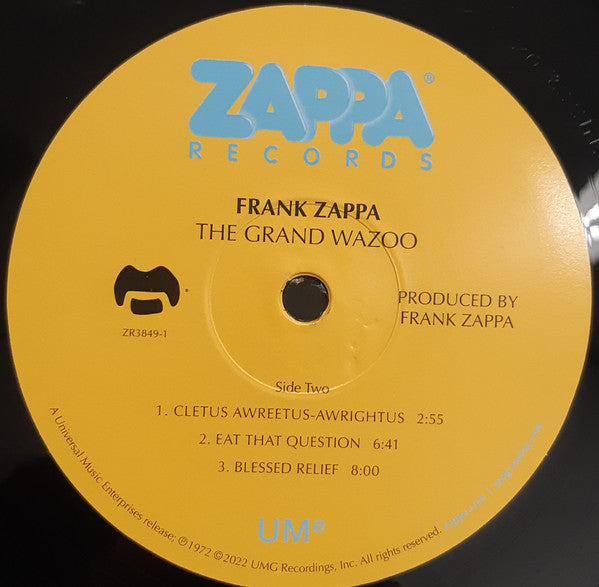 ZAPPA®
RECORDS
FRANK ZAPPA
THE GRAND WAZOO
ZR3849-1
PRODUCED BY
FRANK ZAPPA
Side Two
1. CLETUS AWREETUS-AWRIGHTUS 2:55
2. EAT THAT QUESTION 6:41
3. BLESSED RELIEF 8:00
UMe
A Universal Music Enterprises release; ℗1972 ©2022 UMG Recordings, Inc. All rights reserved.